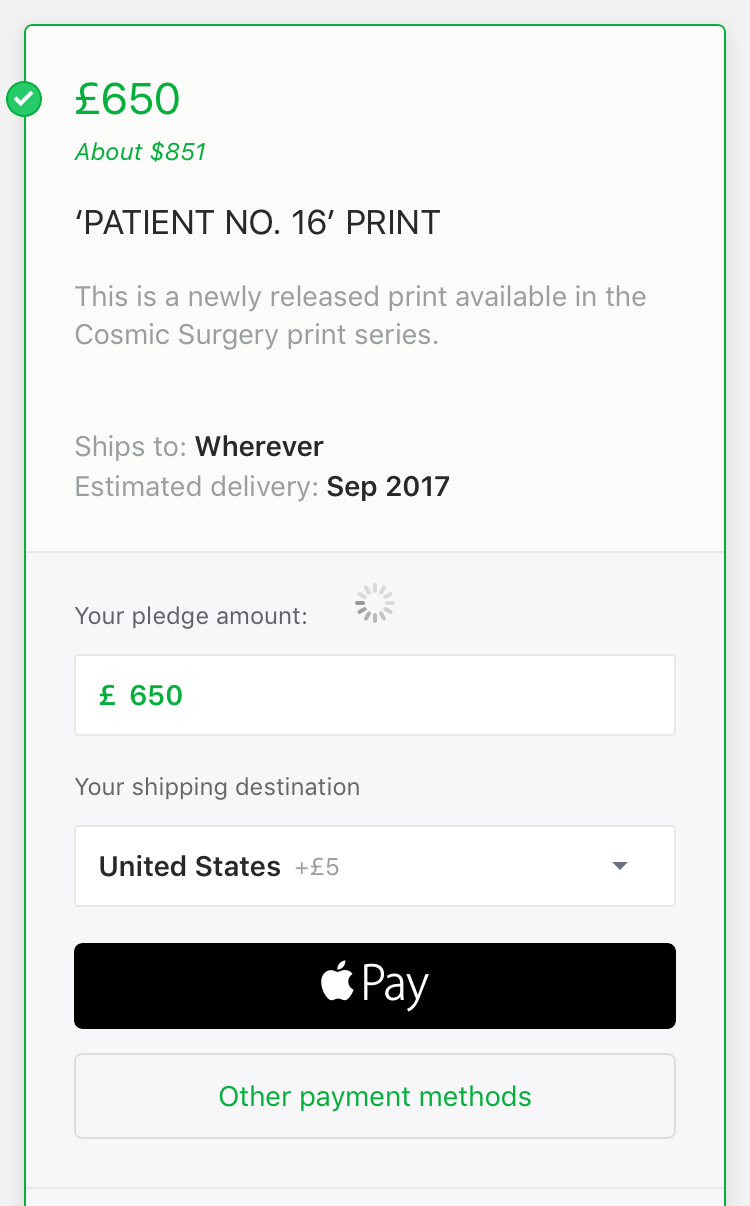 £650
About $851
‘PATIENT NO. 16’ PRINT
This is a newly released print available in the
Cosmic Surgery print series.
Ships to: Wherever
Estimated delivery: Sep 2017
Your pledge amount:
£ 650
Your shipping destination
United States +£5
Pay
Other payment methods